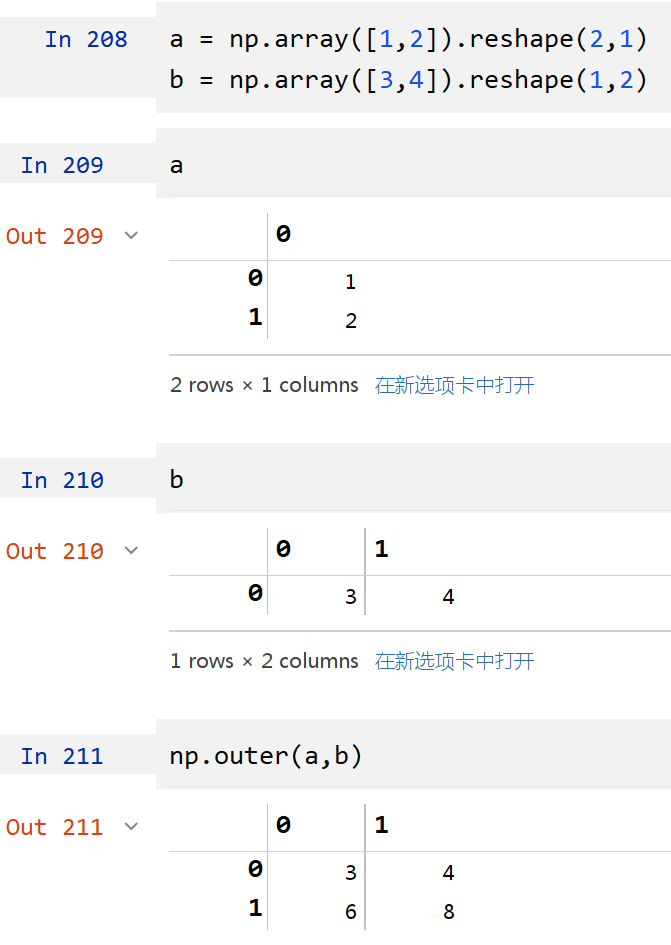 In 208 a = np.array([1,2]).reshape(2,1)
b = np.array([3,4]).reshape(1,2)
In 209 a
Out 209 0
0 1
1 2
2 rows × 1 columns 在新选项卡中打开
In 210 b
Out 210 0 1
0 3 4
1 rows × 2 columns 在新选项卡中打开
In 211 np.outer(a,b)
Out 211 0 1
0 3 4
1 6 8